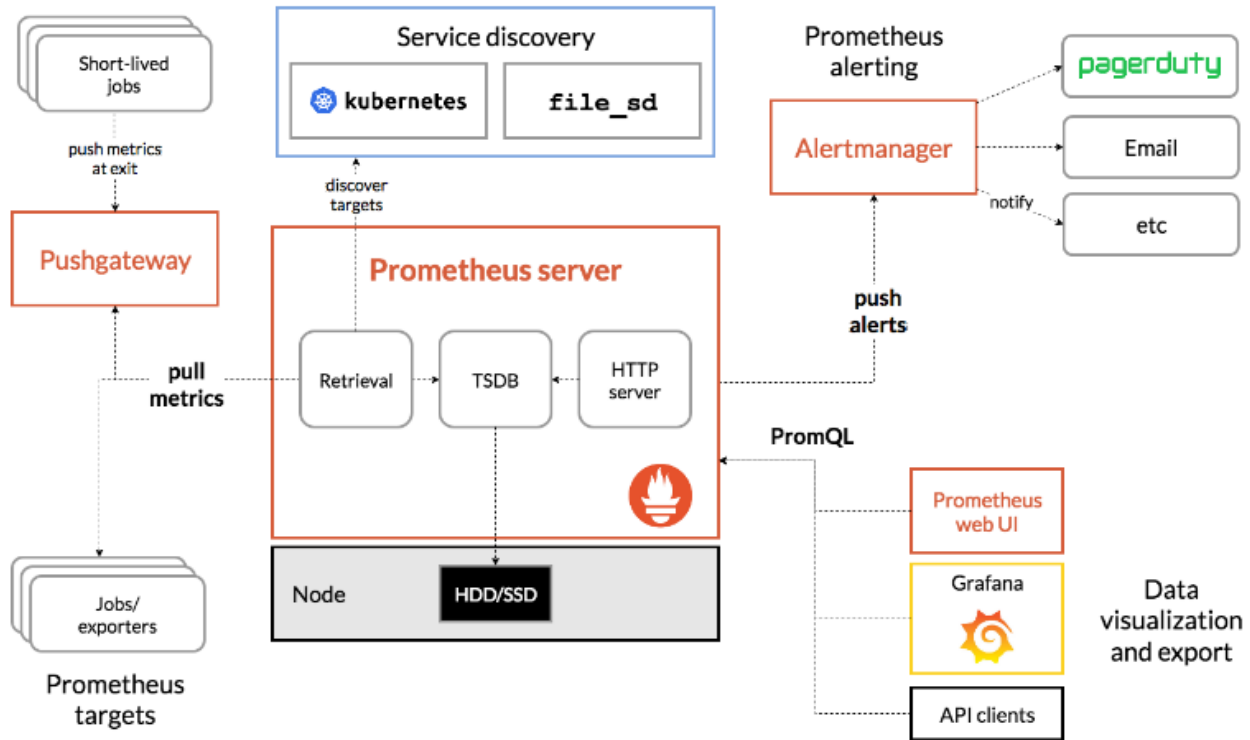 Short-lived
jobs
push metrics
at exit
Pushgateway
pull
metrics
Jobs/
exporters
Prometheus
targets
Service discovery
kubernetes
file_sd
discover
targets
Prometheus server
Retrieval
TSDB
HTTP
server
Node
HDD/SSD
Prometheus
alerting
Alertmanager
pagerduty
Email
notify
etc
push
alerts
PromQL
Prometheus
web UI
Grafana
API clients
Data
visualization
and export